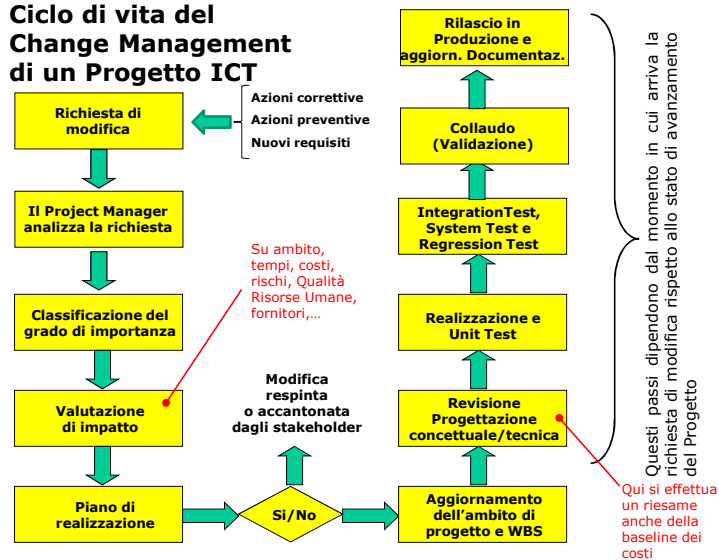 Ciclo di vita del
Change Management
di un Progetto ICT
Richiesta di
modifica
Azioni correttive
Azioni preventive
Nuovi requisiti
Il Project Manager
analizza la richiesta
Classificazione del
grado di importanza
Su ambito,
tempi, costi,
rischi, Qualità
Risorse Umane,
fornitori,...
Valutazione
di impatto
Piano di
realizzazione
Si/No
Modifica
respinta
o accantonata
dagli stakeholder
Aggiornamento
dell'ambito di
progetto e WBS
Revisione
Progettazione
concettuale/tecnica
Qui si effettua
un riesame
anche della
baseline dei
costi
Realizzazione e
Unit Test
IntegrationTest,
System Test e
Regression Test
Collaudo
(Validazione)
Rilascio in
Produzione e
aggiorn. Documentaz.
Questi passi dipendono dal momento in cui arriva la
richiesta di modifica rispetto allo stato di avanzamento
del Progetto